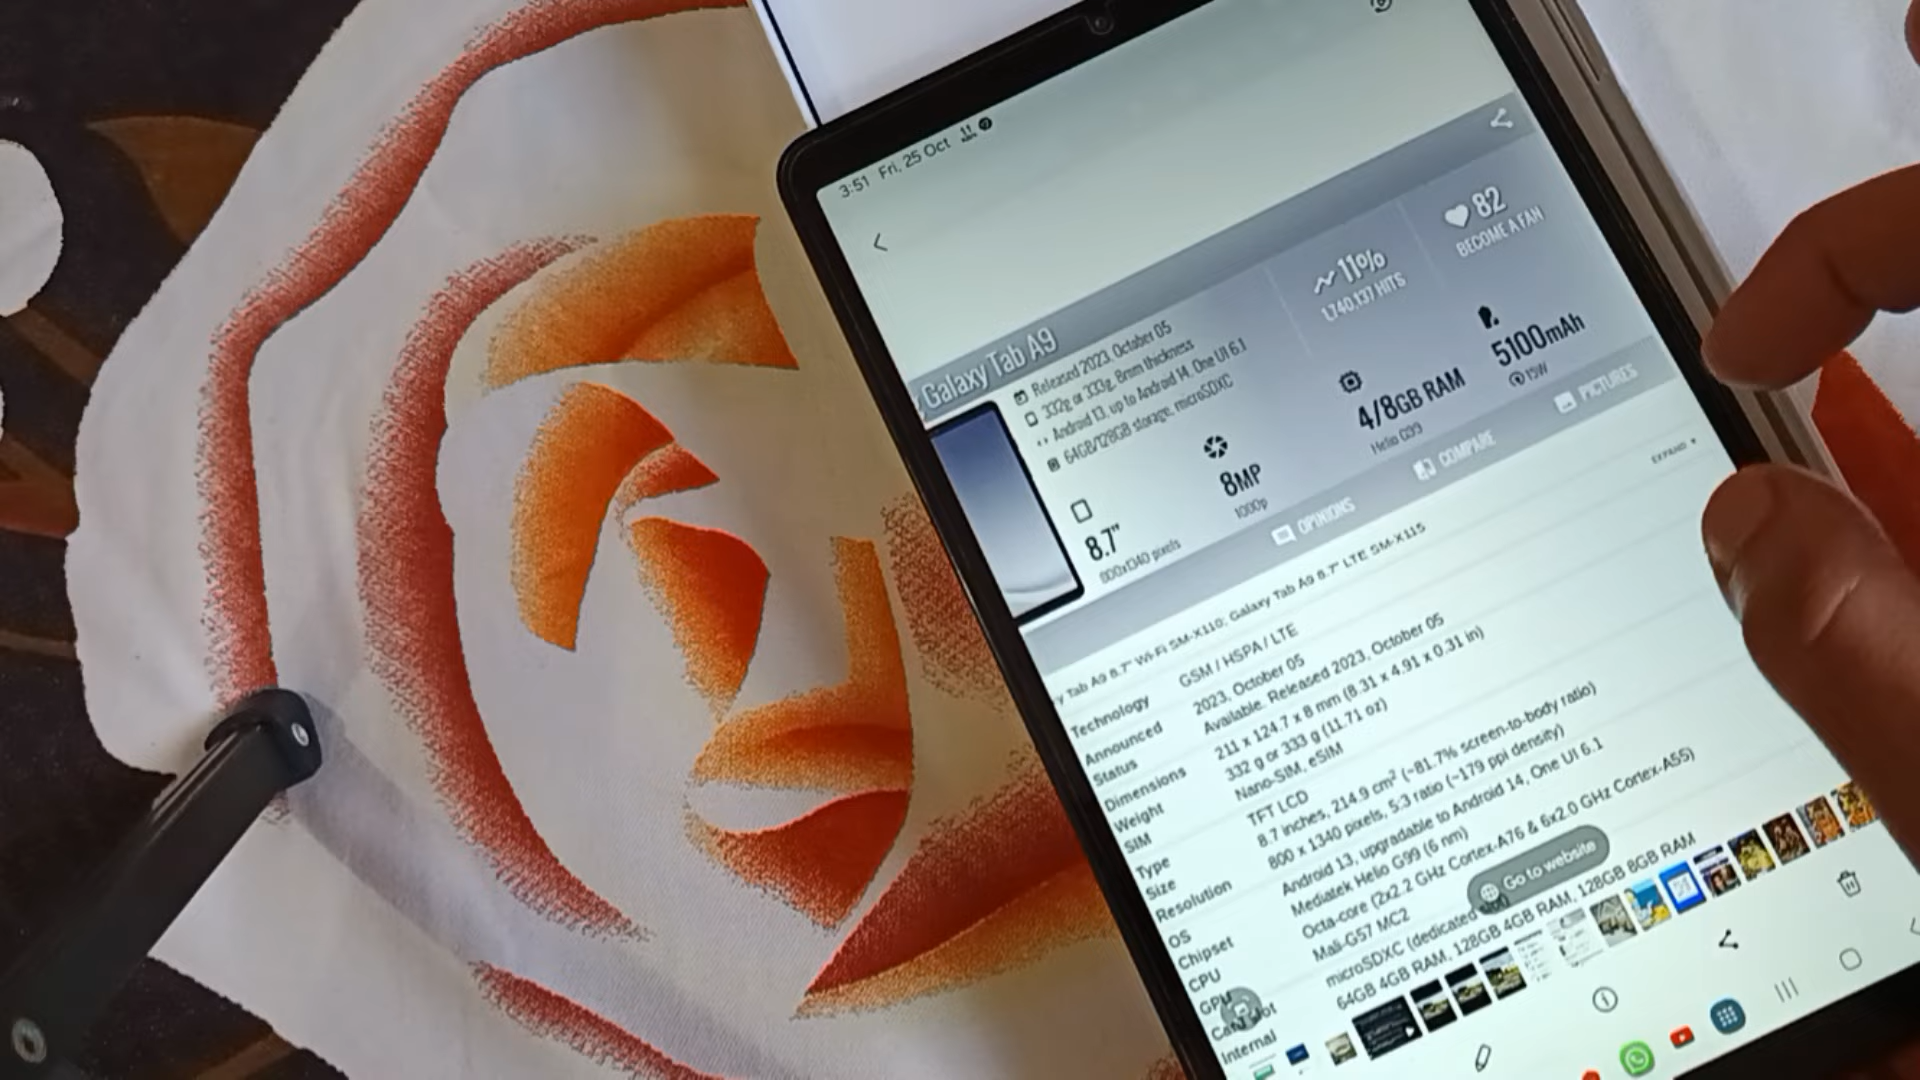 3:51 Fri, 25 Oct
Galaxy Tab A9
Released 2023, October 05
332g or 333g, 8mm thickness
Android 13, up to Android 14, One UI 6.1
64GB/128GB storage, microSDXC
11%
1,740,137 HITS
82
BECOME A FAN
8.7"
800x1340 pixels
8MP
1080p
4/8GB RAM
Helio G99
5100mAh
15W
OPINIONS
COMPARE
PICTURES
EXPAND
y Tab A9 8.7" Wi-Fi SM-X110; Galaxy Tab A9 8.7" LTE SM-X115
Technology GSM / HSPA / LTE
Announced 2023, October 05
Status Available. Released 2023, October 05
Dimensions 211 x 124.7 x 8 mm (8.31 x 4.91 x 0.31 in)
Weight 332 g or 333 g (11.71 oz)
SIM Nano-SIM, eSIM
Type TFT LCD
Size 8.7 inches, 214.9 cm² (~81.7% screen-to-body ratio)
Resolution 800 x 1340 pixels, 5:3 ratio (~179 ppi density)
OS Android 13, upgradable to Android 14, One UI 6.1
Chipset Mediatek Helio G99 (6 nm)
CPU Octa-core (2x2.2 GHz Cortex-A76 & 6x2.0 GHz Cortex-A55)
GPU Mali-G57 MC2
microSDXC (dedicated
Internal 64GB 4GB RAM, 128GB 4GB RAM, 128GB 8GB RAM
Go to website